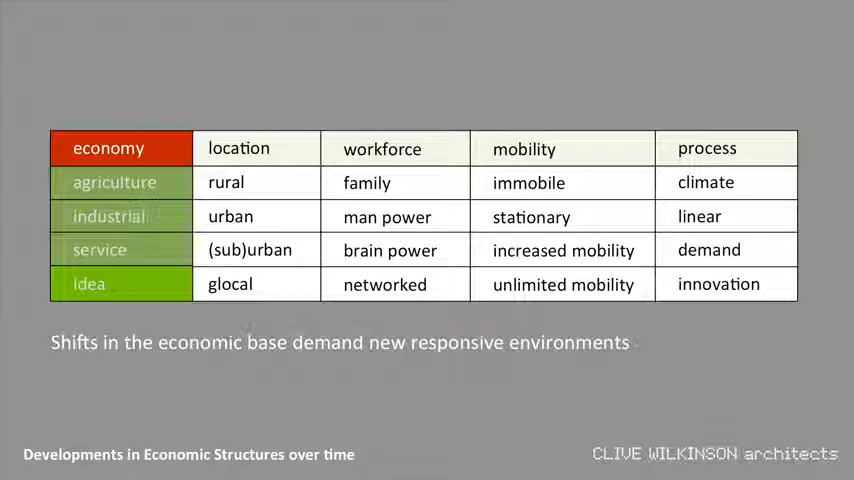 economy location workforce mobility process
agriculture rural family immobile climate
industrial urban man power stationary linear
service (sub)urban brain power increased mobility demand
idea glocal networked unlimited mobility innovation
Shifts in the economic base demand new responsive environments
Developments in Economic Structures over time
CLIVE WILKINSON architects